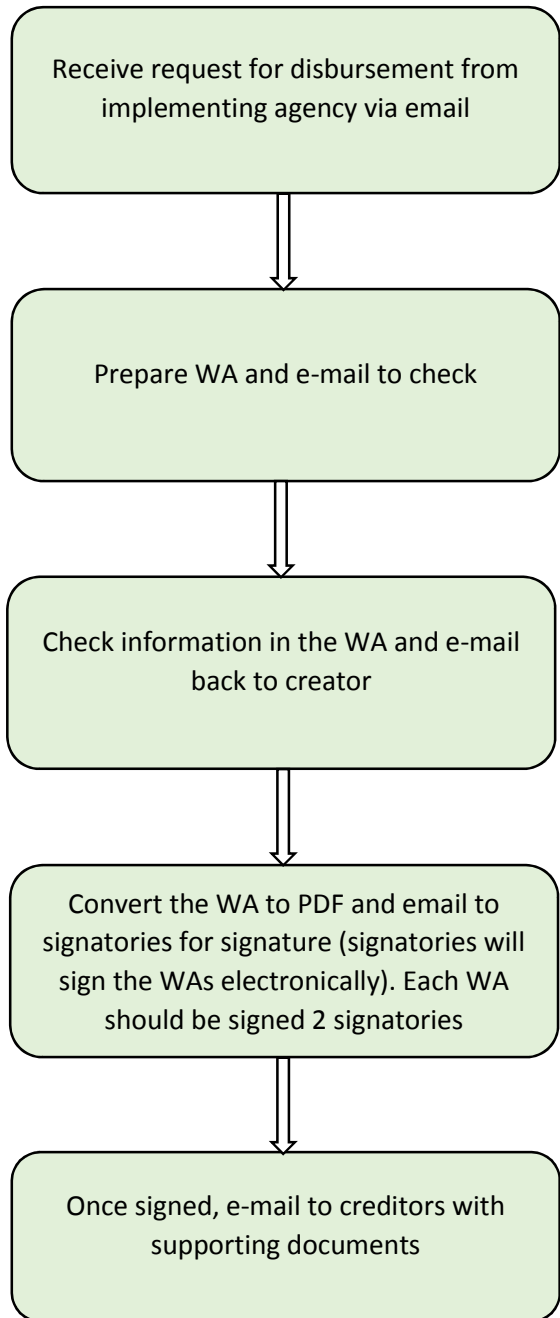 Receive request for disbursement from
implementing agency via email
Prepare WA and e-mail to check
Check information in the WA and e-mail
back to creator
Convert the WA to PDF and email to
signatories for signature (signatories will
sign the WAs electronically). Each WA
should be signed 2 signatories
Once signed, e-mail to creditors with
supporting documents